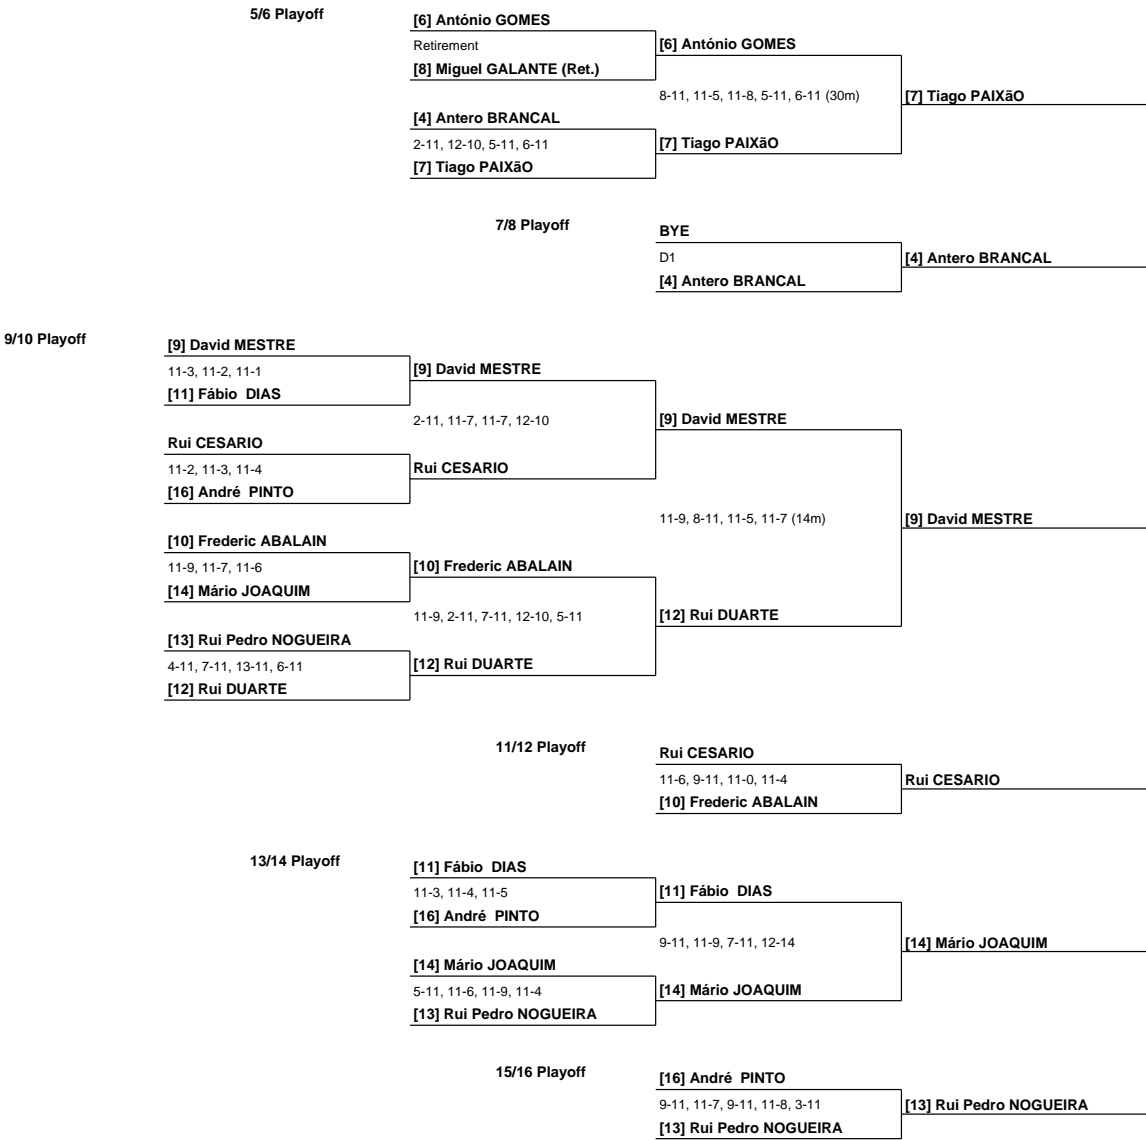 5/6 Playoff
[6] António GOMES
Retirement
[8] Miguel GALANTE (Ret.)
[6] António GOMES
8-11, 11-5, 11-8, 5-11, 6-11 (30m)
[7] Tiago PAIXãO
[4] Antero BRANCAL
2-11, 12-10, 5-11, 6-11
[7] Tiago PAIXãO
[7] Tiago PAIXãO
7/8 Playoff
BYE
D1
[4] Antero BRANCAL
[4] Antero BRANCAL
9/10 Playoff
[9] David MESTRE
11-3, 11-2, 11-1
[11] Fábio  DIAS
[9] David MESTRE
2-11, 11-7, 11-7, 12-10
[9] David MESTRE
Rui CESARIO
11-2, 11-3, 11-4
[16] André  PINTO
Rui CESARIO
11-9, 8-11, 11-5, 11-7 (14m)
[9] David MESTRE
[10] Frederic ABALAIN
11-9, 11-7, 11-6
[14] Mário JOAQUIM
[10] Frederic ABALAIN
11-9, 2-11, 7-11, 12-10, 5-11
[12] Rui DUARTE
[13] Rui Pedro NOGUEIRA
4-11, 7-11, 13-11, 6-11
[12] Rui DUARTE
[12] Rui DUARTE
11/12 Playoff
Rui CESARIO
11-6, 9-11, 11-0, 11-4
[10] Frederic ABALAIN
Rui CESARIO
13/14 Playoff
[11] Fábio  DIAS
11-3, 11-4, 11-5
[16] André  PINTO
[11] Fábio  DIAS
9-11, 11-9, 7-11, 12-14
[14] Mário JOAQUIM
[14] Mário JOAQUIM
5-11, 11-6, 11-9, 11-4
[13] Rui Pedro NOGUEIRA
[14] Mário JOAQUIM
15/16 Playoff
[16] André  PINTO
9-11, 11-7, 9-11, 11-8, 3-11
[13] Rui Pedro NOGUEIRA
[13] Rui Pedro NOGUEIRA